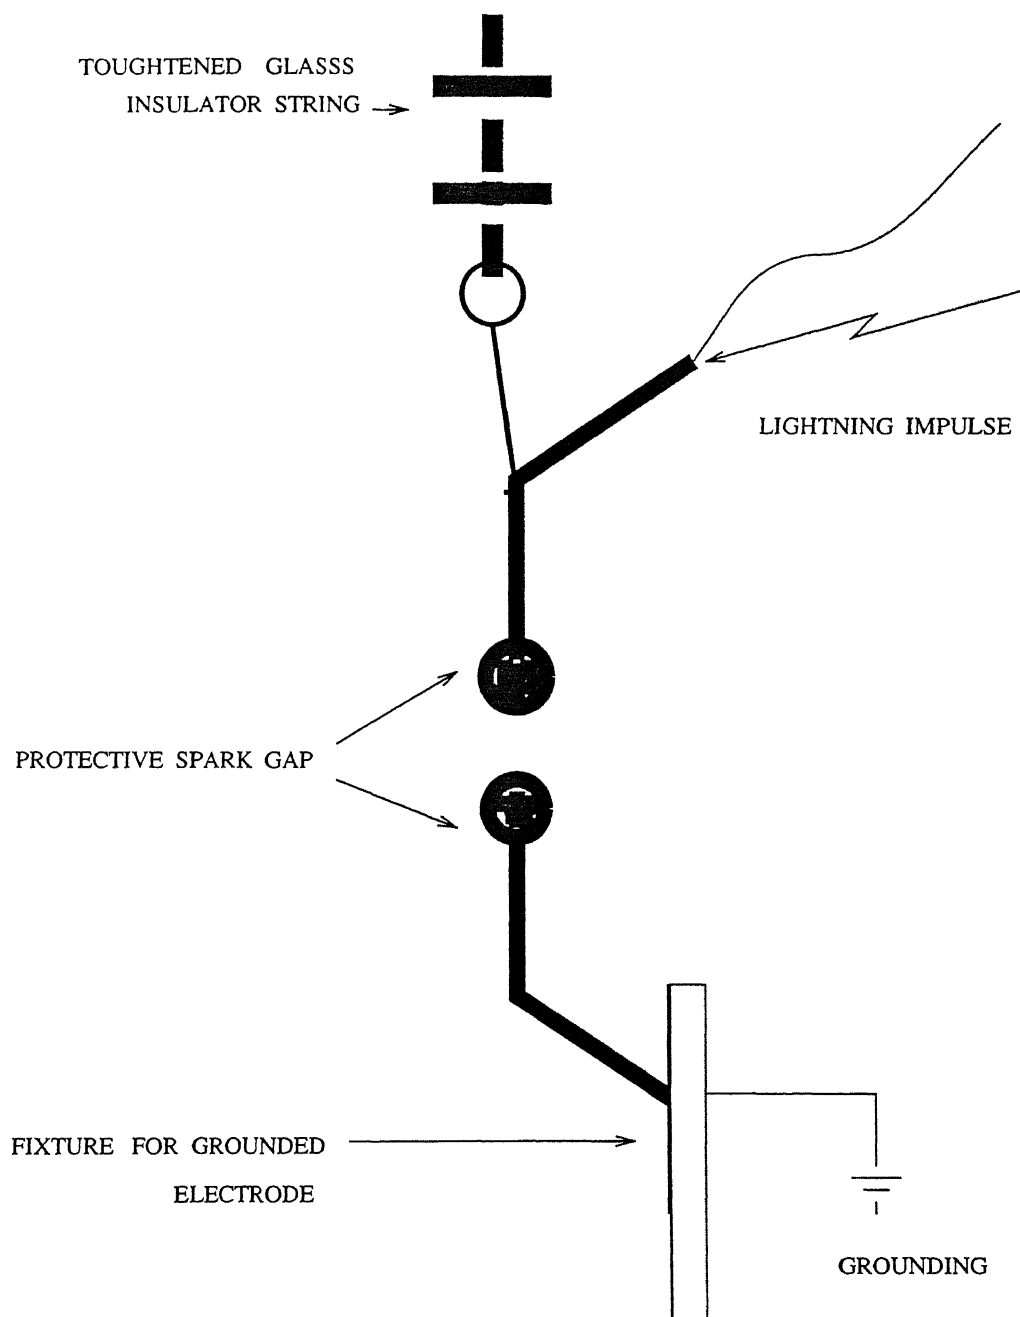 TOUGHTENED GLASSS
INSULATOR STRING
LIGHTNING IMPULSE
PROTECTIVE SPARK GAP
FIXTURE FOR GROUNDED
ELECTRODE
GROUNDING